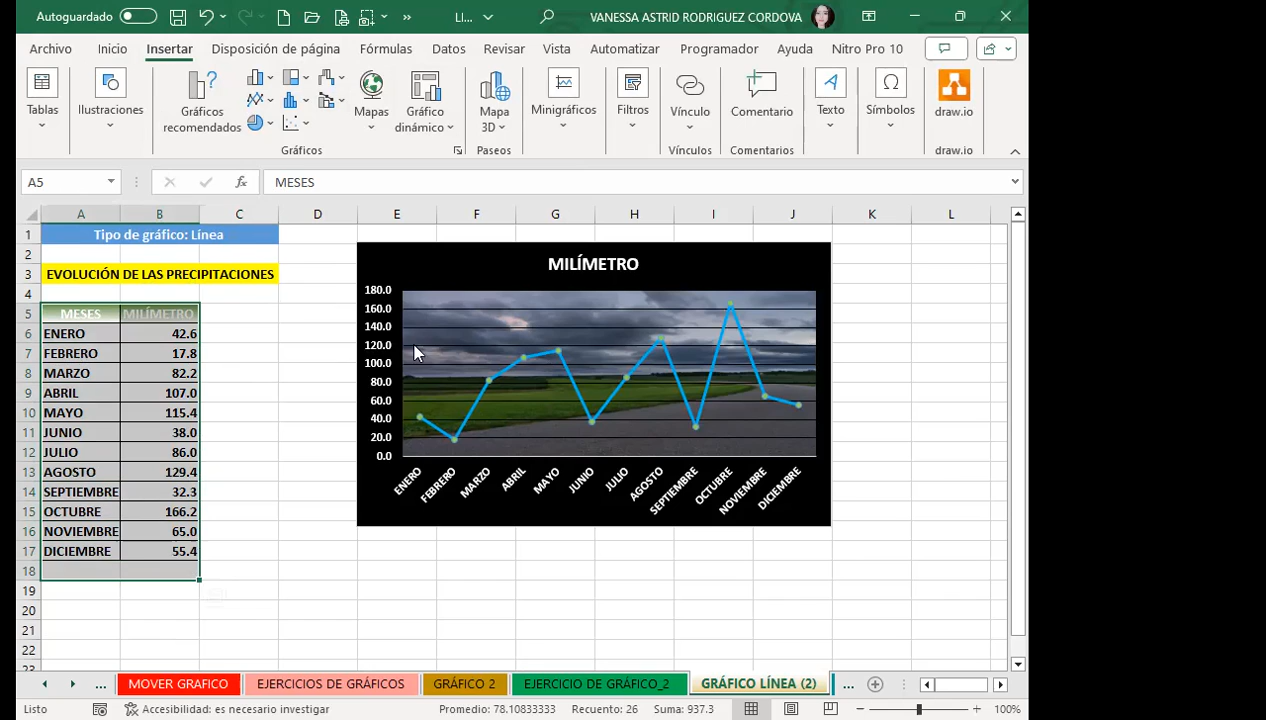 Autoguardado
»
LI...
VANESSA ASTRID RODRIGUEZ CORDOVA
Archivo
Inicio
Insertar
Disposición de página
Fórmulas
Datos
Revisar
Vista
Automatizar
Programador
Ayuda
Nitro Pro 10
Tablas
Ilustraciones
Gráficos recomendados
Mapas
Gráfico dinámico
Mapa 3D
Minigráficos
Filtros
Vínculo
Comentario
Texto
Símbolos
draw.io
Gráficos
Paseos
Vínculos
Comentarios
draw.io
A5
fx
MESES
A B C D E F G H I J K L
1 Tipo de gráfico: Línea
2
3 EVOLUCIÓN DE LAS PRECIPITACIONES
4
5 MESES MILÍMETRO
6 ENERO 42.6
7 FEBRERO 17.8
8 MARZO 82.2
9 ABRIL 107.0
10 MAYO 115.4
11 JUNIO 38.0
12 JULIO 86.0
13 AGOSTO 129.4
14 SEPTIEMBRE 32.3
15 OCTUBRE 166.2
16 NOVIEMBRE 65.0
17 DICIEMBRE 55.4
18
19
20
21
22
23
MILÍMETRO
180.0
160.0
140.0
120.0
100.0
80.0
60.0
40.0
20.0
0.0
ENERO FEBRERO MARZO ABRIL MAYO JUNIO JULIO AGOSTO SEPTIEMBRE OCTUBRE NOVIEMBRE DICIEMBRE
...
MOVER GRAFICO
EJERCICIOS DE GRÁFICOS
GRÁFICO 2
EJERCICIO DE GRÁFICO_2
GRÁFICO LÍNEA (2)
...
Listo
Accesibilidad: es necesario investigar
Promedio: 78.10833333
Recuento: 26
Suma: 937.3
100%